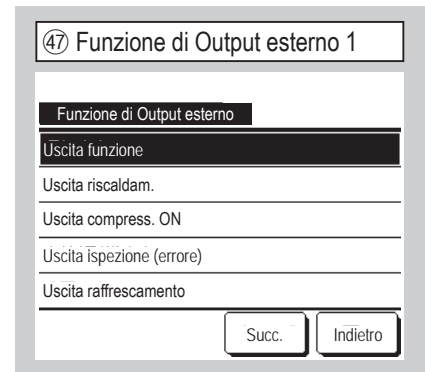 ㊼ Funzione di Output esterno 1
Funzione di Output esterno
Uscita funzione
Uscita riscaldam.
Uscita compress. ON
Uscita ispezione (errore)
Uscita raffrescamento
Succ. Indietro